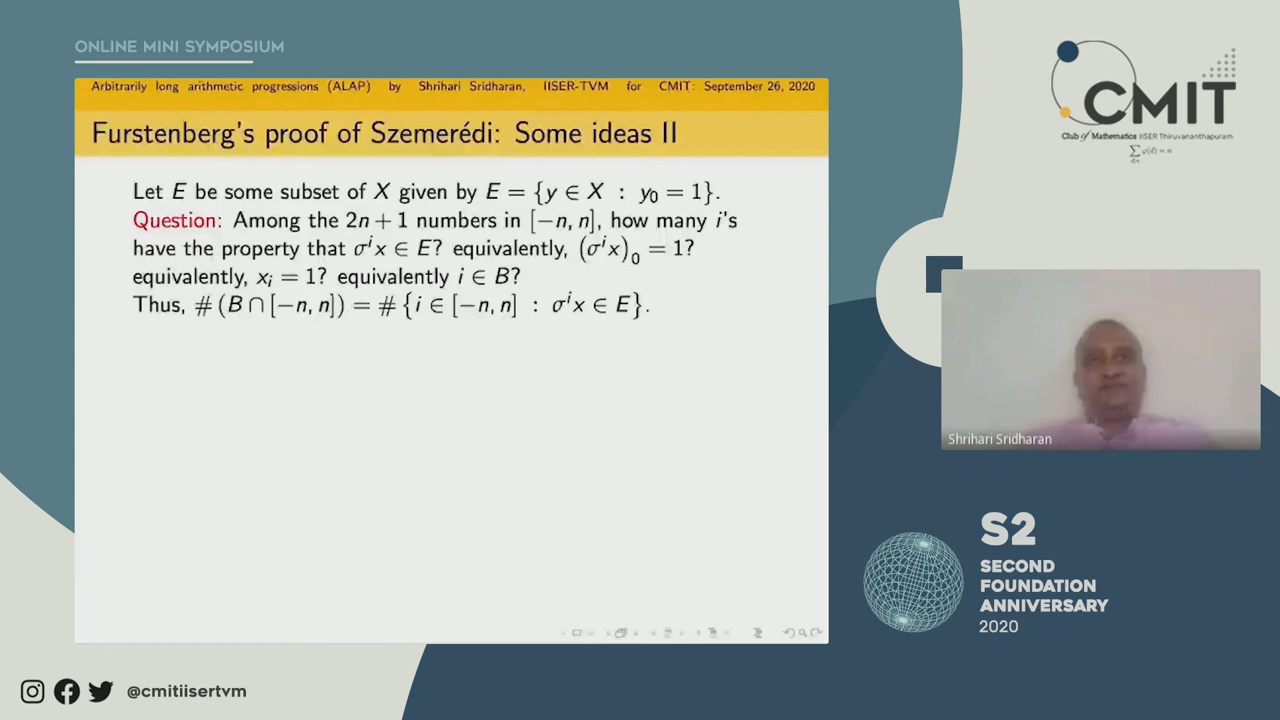 ONLINE MINI SYMPOSIUM
Arbitrarily long arithmetic progressions (ALAP) by Shrihari Sridharan, IISER-TVM for CMIT: September 26, 2020
Furstenberg's proof of Szemerédi: Some ideas II
Let E be some subset of X given by E = {y ∈ X : y₀ = 1}.
Question: Among the 2n + 1 numbers in [−n, n], how many i's
have the property that σⁱx ∈ E? equivalently, (σⁱx)₀ = 1?
equivalently, xᵢ = 1? equivalently i ∈ B?
Thus, # (B ∩ [−n, n]) = # {i ∈ [−n, n] : σⁱx ∈ E}.
CMIT
Club of Mathematics IISER Thiruvananthapuram
∑ φ(d) = n
d|n
Shrihari Sridharan
S2
SECOND
FOUNDATION
ANNIVERSARY
2020
@cmitiisertvm